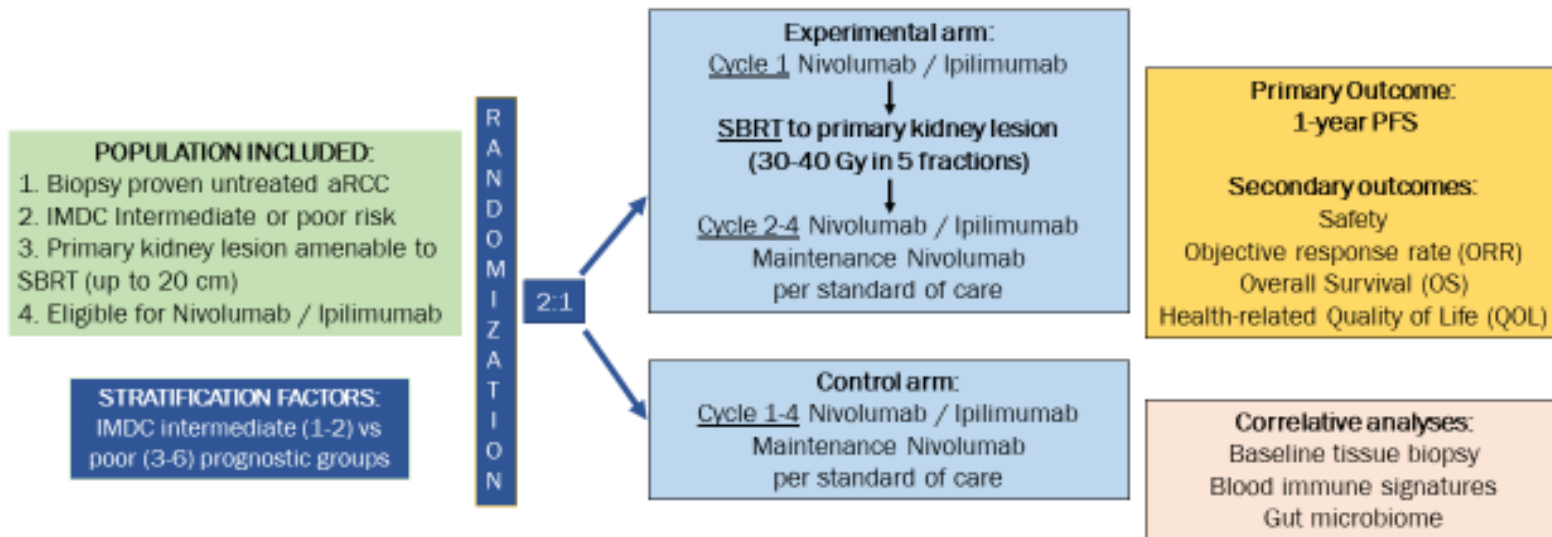 POPULATION INCLUDED:
1. Biopsy proven untreated aRCC
2. IMDC Intermediate or poor risk
3. Primary kidney lesion amenable to
SBRT (up to 20 cm)
4. Eligible for Nivolumab / Ipilimumab
STRATIFICATION FACTORS:
IMDC intermediate (1-2) vs
poor (3-6) prognostic groups
RANDOMIZATION
2:1
Experimental arm:
Cycle 1 Nivolumab / Ipilimumab
SBRT to primary kidney lesion
(30-40 Gy in 5 fractions)
Cycle 2-4 Nivolumab / Ipilimumab
Maintenance Nivolumab
per standard of care
Control arm:
Cycle 1-4 Nivolumab / Ipilimumab
Maintenance Nivolumab
per standard of care
Primary Outcome:
1-year PFS
Secondary outcomes:
Safety
Objective response rate (ORR)
Overall Survival (OS)
Health-related Quality of Life (QOL)
Correlative analyses:
Baseline tissue biopsy
Blood immune signatures
Gut microbiome